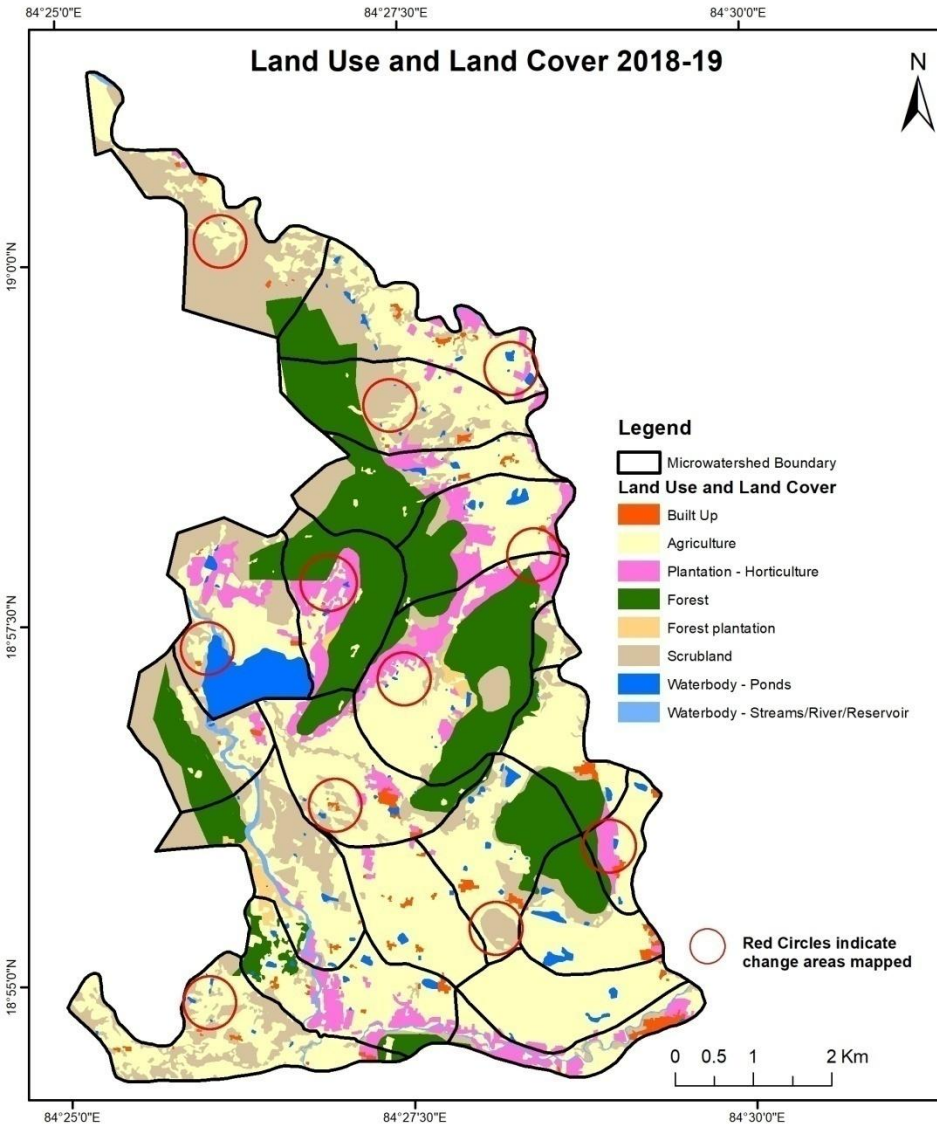 84°25'0"E 84°27'30"E 84°30'0"E
Land Use and Land Cover 2018-19
N
19°0'0"N
18°57'30"N
18°55'0"N
Legend
Microwatershed Boundary
Land Use and Land Cover
Built Up
Agriculture
Plantation - Horticulture
Forest
Forest plantation
Scrubland
Waterbody - Ponds
Waterbody - Streams/River/Reservoir
Red Circles indicate
change areas mapped
0 0.5 1 2 Km
84°25'0"E 84°27'30"E 84°30'0"E